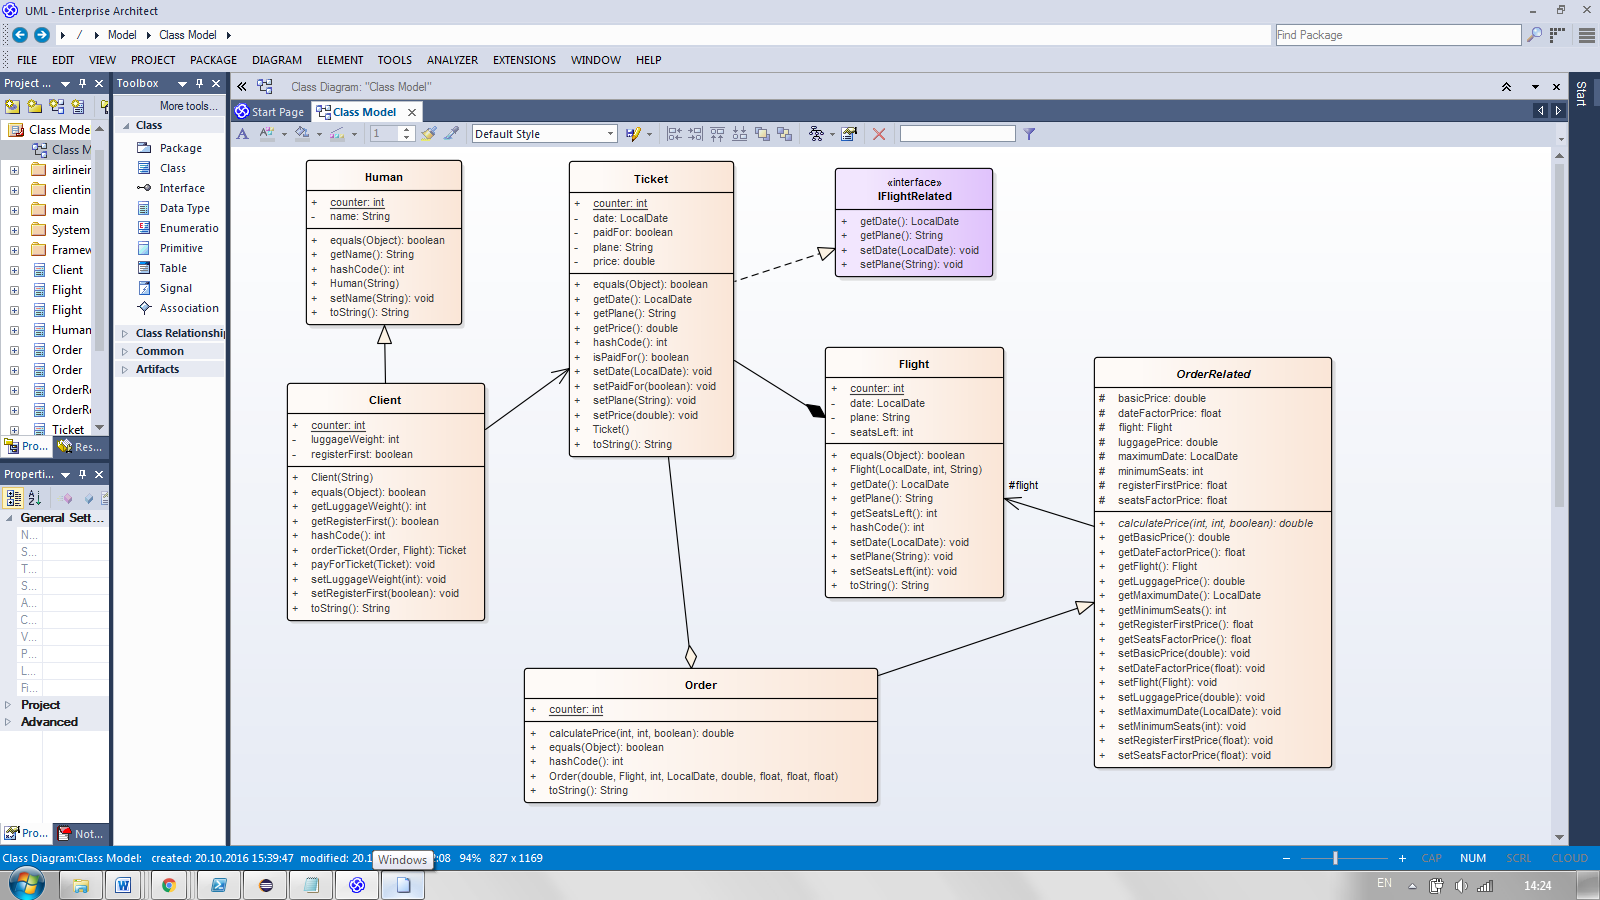 UML - Enterprise Architect
/ Model Class Model
Find Package
FILE EDIT VIEW PROJECT PACKAGE DIAGRAM ELEMENT TOOLS ANALYZER EXTENSIONS WINDOW HELP
Project ...
Toolbox
Class Diagram: "Class Model"
Start
More tools...
Start Page
Class Model
1
Default Style
Class Mode
Class M
airlinein
clientin
main
System
Framew
Client
Flight
Flight
Human
Order
Order
OrderRe
OrderRe
Ticket
Pro...
Res...
Class
Package
Class
Interface
Data Type
Enumeratio
Primitive
Table
Signal
Association
Class Relationshi
Common
Artifacts
Properti...
General Sett...
N...
S...
T...
S...
A...
C...
V...
P...
L...
Fi...
Project
Advanced
Pro...
Not...
Human
+ counter: int
- name: String
+ equals(Object): boolean
+ getName(): String
+ hashCode(): int
+ Human(String)
+ setName(String): void
+ toString(): String
Ticket
+ counter: int
- date: LocalDate
- paidFor: boolean
- plane: String
- price: double
+ equals(Object): boolean
+ getDate(): LocalDate
+ getPlane(): String
+ getPrice(): double
+ hashCode(): int
+ isPaidFor(): boolean
+ setDate(LocalDate): void
+ setPaidFor(boolean): void
+ setPlane(String): void
+ setPrice(double): void
+ Ticket()
+ toString(): String
«interface»
IFlightRelated
+ getDate(): LocalDate
+ getPlane(): String
+ setDate(LocalDate): void
+ setPlane(String): void
Client
+ counter: int
- luggageWeight: int
- registerFirst: boolean
+ Client(String)
+ equals(Object): boolean
+ getLuggageWeight(): int
+ getRegisterFirst(): boolean
+ hashCode(): int
+ orderTicket(Order, Flight): Ticket
+ payForTicket(Ticket): void
+ setLuggageWeight(int): void
+ setRegisterFirst(boolean): void
+ toString(): String
Flight
+ counter: int
- date: LocalDate
- plane: String
- seatsLeft: int
+ equals(Object): boolean
+ Flight(LocalDate, int, String)
+ getDate(): LocalDate
+ getPlane(): String
+ getSeatsLeft(): int
+ hashCode(): int
+ setDate(LocalDate): void
+ setPlane(String): void
+ setSeatsLeft(int): void
+ toString(): String
#flight
OrderRelated
# basicPrice: double
# dateFactorPrice: float
# flight: Flight
# luggagePrice: double
# maximumDate: LocalDate
# minimumSeats: int
# registerFirstPrice: float
# seatsFactorPrice: float
+ calculatePrice(int, int, boolean): double
+ getBasicPrice(): double
+ getDateFactorPrice(): float
+ getFlight(): Flight
+ getLuggagePrice(): double
+ getMaximumDate(): LocalDate
+ getMinimumSeats(): int
+ getRegisterFirstPrice(): float
+ getSeatsFactorPrice(): float
+ setBasicPrice(double): void
+ setDateFactorPrice(float): void
+ setFlight(Flight): void
+ setLuggagePrice(double): void
+ setMaximumDate(LocalDate): void
+ setMinimumSeats(int): void
+ setRegisterFirstPrice(float): void
+ setSeatsFactorPrice(float): void
Order
+ counter: int
+ calculatePrice(int, int, boolean): double
+ equals(Object): boolean
+ hashCode(): int
+ Order(double, Flight, int, LocalDate, double, float, float, float)
+ toString(): String
Class Diagram:Class Model: created: 20.10.2016 15:39:47 modified: 20.1 :08 94% 827 x 1169
CAP NUM SCRL CLOUD
Windows
EN
14:24